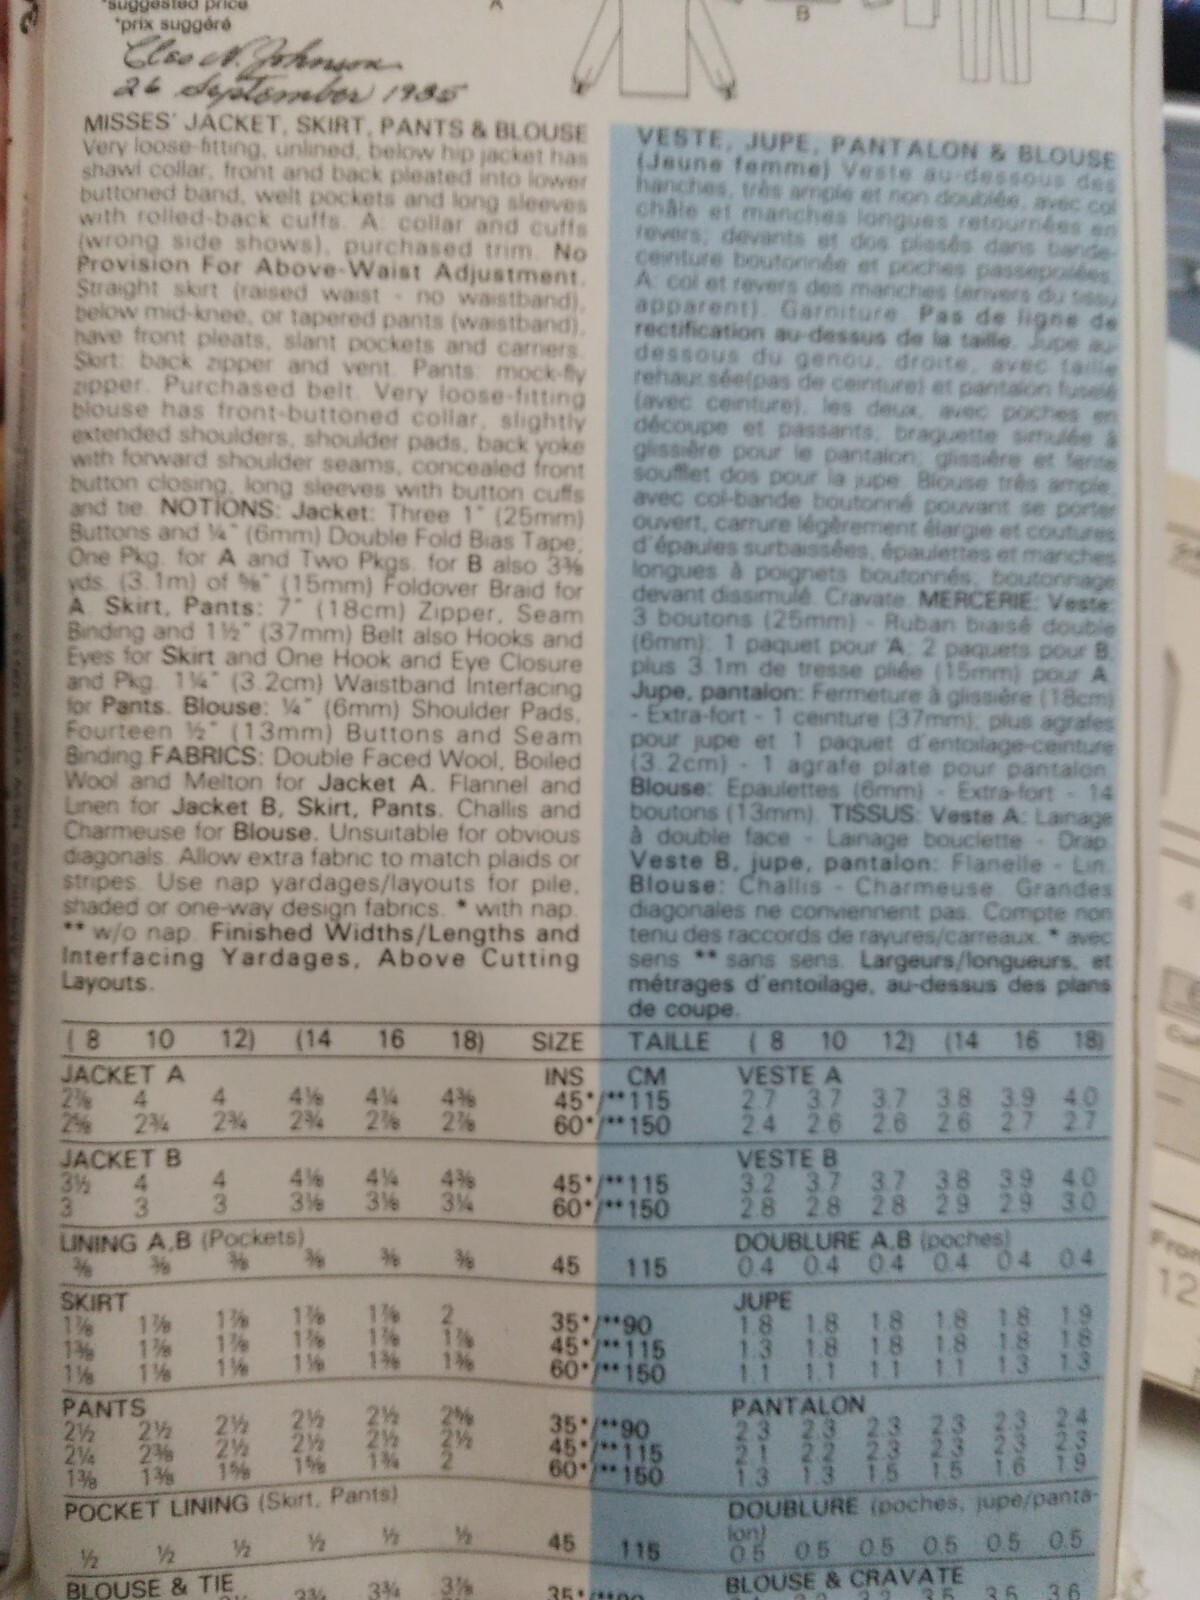 *suggested price
*prix suggéré
A
B
Cleo N. Johnson
26 September 1985
MISSES' JACKET, SKIRT, PANTS & BLOUSE
Very loose-fitting, unlined, below hip jacket has
shawl collar, front and back pleated into lower
buttoned band, welt pockets and long sleeves
with rolled-back cuffs. A: collar and cuffs
(wrong side shows), purchased trim. No
Provision For Above-Waist Adjustment.
Straight skirt (raised waist - no waistband),
below mid-knee, or tapered pants (waistband),
have front pleats, slant pockets and carriers.
Skirt: back zipper and vent. Pants: mock-fly
zipper. Purchased belt. Very loose-fitting
blouse has front-buttoned collar, slightly
extended shoulders, shoulder pads, back yoke
with forward shoulder seams, concealed front
button closing, long sleeves with button cuffs
and tie. NOTIONS: Jacket: Three 1" (25mm)
Buttons and ¼" (6mm) Double Fold Bias Tape;
One Pkg. for A and Two Pkgs. for B also 3⅜
yds. (3.1m) of ⅝" (15mm) Foldover Braid for
A. Skirt, Pants: 7" (18cm) Zipper, Seam
Binding and 1½" (37mm) Belt also Hooks and
Eyes for Skirt and One Hook and Eye Closure
and Pkg. 1¼" (3.2cm) Waistband Interfacing
for Pants. Blouse: ¼" (6mm) Shoulder Pads,
Fourteen ½" (13mm) Buttons and Seam
Binding FABRICS: Double Faced Wool, Boiled
Wool and Melton for Jacket A. Flannel and
Linen for Jacket B, Skirt, Pants. Challis and
Charmeuse for Blouse. Unsuitable for obvious
diagonals. Allow extra fabric to match plaids or
stripes. Use nap yardages/layouts for pile,
shaded or one-way design fabrics. * with nap.
** w/o nap. Finished Widths/Lengths and
Interfacing Yardages, Above Cutting
Layouts.
VESTE, JUPE, PANTALON & BLOUSE
(Jeune femme) Veste au-dessous des
hanches, très ample et non doublée, avec col
châle et manches longues retournées en
revers; devants et dos plissés dans bande-
ceinture boutonnée et poches passepoilées.
A: col et revers des manches (envers du tissu
apparent). Garniture. Pas de ligne de
rectification au-dessus de la taille. Jupe au-
dessous du genou, droite, avec taille
rehaussée(pas de ceinture) et pantalon fuselé
(avec ceinture), les deux, avec poches en
découpe et passants, braguette simulée à
glissière pour le pantalon; glissière et fente
soufflet dos pour la jupe. Blouse très ample,
avec col-bande boutonné pouvant se porter
ouvert, carrure légèrement élargie et coutures
d'épaules surbaissées, épaulettes et manches
longues à poignets boutonnés; boutonnage
devant dissimulé. Cravate. MERCERIE: Veste:
3 boutons (25mm) - Ruban biaisé double
(6mm): 1 paquet pour A; 2 paquets pour B,
plus 3.1m de tresse pliée (15mm) pour A.
Jupe, pantalon: Fermeture à glissière (18cm)
- Extra-fort - 1 ceinture (37mm); plus agrafes
pour jupe et 1 paquet d'entoilage-ceinture
(3.2cm) - 1 agrafe plate pour pantalon.
Blouse: Epaulettes (6mm) - Extra-fort - 14
boutons (13mm). TISSUS: Veste A: Lainage
à double face - Lainage bouclette - Drap.
Veste B, jupe, pantalon: Flanelle - Lin.
Blouse: Challis - Charmeuse. Grandes
diagonales ne conviennent pas. Compte non
tenu des raccords de rayures/carreaux. * avec
sens ** sans sens. Largeurs/longueurs, et
métrages d'entoilage, au-dessus des plans
de coupe.
( 8 10 12) (14 16 18) SIZE TAILLE ( 8 10 12) (14 16 18)
JACKET A INS CM VESTE A
2⅞ 4 4 4⅛ 4¼ 4⅜ 45*/**115 2.7 3.7 3.7 3.8 3.9 4.0
2⅝ 2¾ 2¾ 2¾ 2⅞ 2⅞ 60*/**150 2.4 2.6 2.6 2.6 2.7 2.7
JACKET B VESTE B
3½ 4 4 4⅛ 4¼ 4⅜ 45*/**115 3.2 3.7 3.7 3.8 3.9 4.0
3 3 3 3⅛ 3⅛ 3¼ 60*/**150 2.8 2.8 2.8 2.9 2.9 3.0
LINING A,B (Pockets) DOUBLURE A,B (poches)
⅜ ⅜ ⅜ ⅜ ⅜ ⅜ 45 115 0.4 0.4 0.4 0.4 0.4 0.4
SKIRT JUPE
1⅞ 1⅞ 1⅞ 1⅞ 1⅞ 2 35*/**90 1.8 1.8 1.8 1.8 1.8 1.9
1⅜ 1⅞ 1⅞ 1⅞ 1⅞ 1⅞ 45*/**115 1.3 1.8 1.8 1.8 1.8 1.8
1⅛ 1⅛ 1⅛ 1⅛ 1⅜ 1⅜ 60*/**150 1.1 1.1 1.1 1.1 1.3 1.3
PANTS PANTALON
2½ 2½ 2½ 2½ 2½ 2⅝ 35*/**90 2.3 2.3 2.3 2.3 2.3 2.4
2¼ 2⅜ 2½ 2½ 2½ 2½ 45*/**115 2.1 2.2 2.3 2.3 2.3 2.3
1⅜ 1⅜ 1⅝ 1⅝ 1¾ 2 60*/**150 1.3 1.3 1.5 1.5 1.6 1.9
POCKET LINING (Skirt, Pants) DOUBLURE (poches, jupe/panta-
lon)
½ ½ ½ ½ ½ ½ 45 115 0.5 0.5 0.5 0.5 0.5 0.5
BLOUSE & TIE BLOUSE & CRAVATE
3¾ 3⅞ 35*/**90 3.5 3.6
12